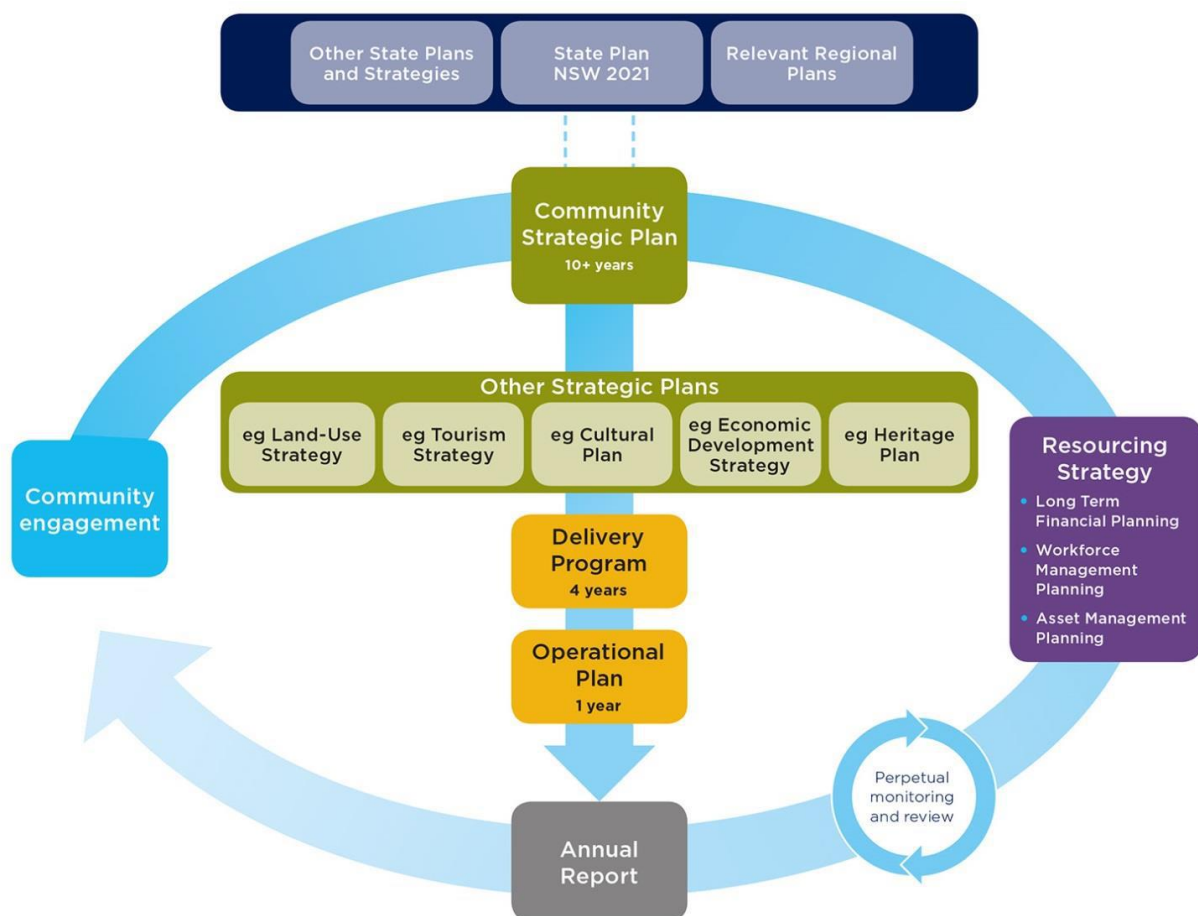 Other State Plans
and Strategies
State Plan
NSW 2021
Relevant Regional
Plans
Community
Strategic Plan
10+ years
Other Strategic Plans
eg Land-Use
Strategy
eg Tourism
Strategy
eg Cultural
Plan
eg Economic
Development
Strategy
eg Heritage
Plan
Community
engagement
Resourcing
Strategy
• Long Term
Financial Planning
• Workforce
Management
Planning
• Asset Management
Planning
Delivery
Program
4 years
Operational
Plan
1 year
Perpetual
monitoring
and review
Annual
Report